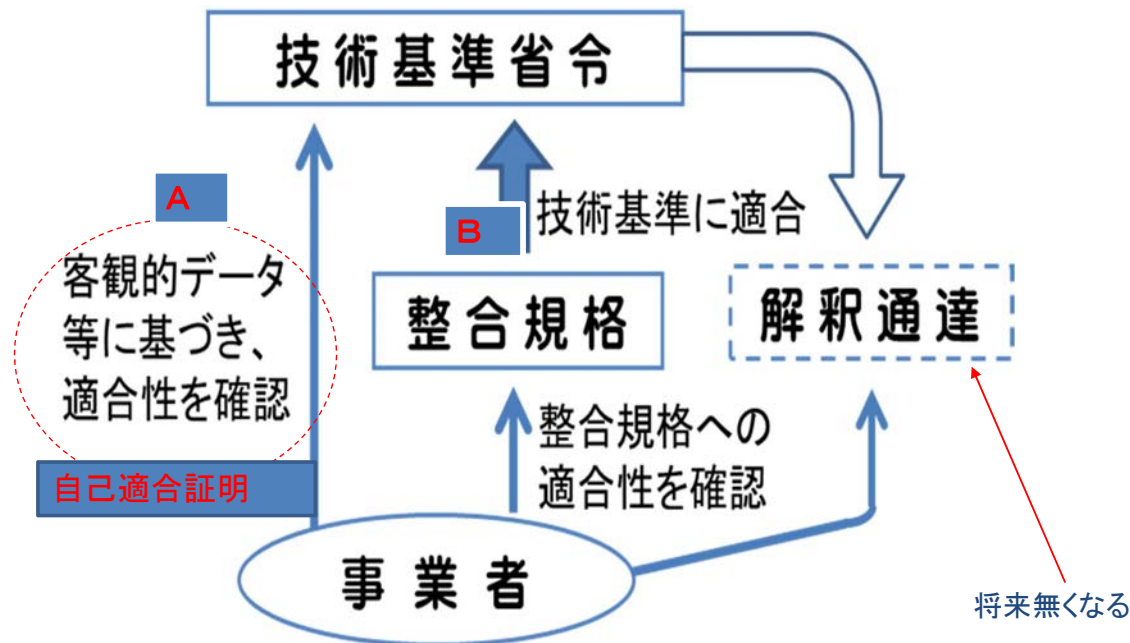 技術基準省令
A
B
技術基準に適合
客観的データ
等に基づき、
適合性を確認
整合規格
解釈通達
整合規格への
適合性を確認
自己適合証明
事業者
将来無くなる